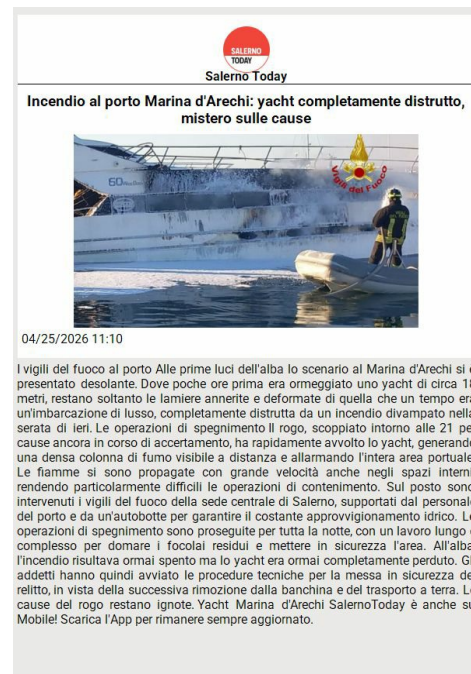 SALERNO
TODAY
Salerno Today
Incendio al porto Marina d'Arechi: yacht completamente distrutto,
mistero sulle cause
60
Vigili del Fuoco
04/25/2026 11:10
I vigili del fuoco al porto Alle prime luci dell'alba lo scenario al Marina d'Arechi si è
presentato desolante. Dove poche ore prima era ormeggiato uno yacht di circa 18
metri, restano soltanto le lamiere annerite e deformate di quella che un tempo era
un'imbarcazione di lusso, completamente distrutta da un incendio divampato nella
serata di ieri. Le operazioni di spegnimento Il rogo, scoppiato intorno alle 21 pe
cause ancora in corso di accertamento, ha rapidamente avvolto lo yacht, generando
una densa colonna di fumo visibile a distanza e allarmando l'intera area portuale
Le fiamme si sono propagate con grande velocità anche negli spazi interni
rendendo particolarmente difficili le operazioni di contenimento. Sul posto sono
intervenuti i vigili del fuoco della sede centrale di Salerno, supportati dal personale
del porto e da un'autobotte per garantire il costante approvvigionamento idrico. Le
operazioni di spegnimento sono proseguite per tutta la notte, con un lavoro lungo e
complesso per domare i focolai residui e mettere in sicurezza l'area. All'alba
l'incendio risultava ormai spento ma lo yacht era ormai completamente perduto. Gl
addetti hanno quindi avviato le procedure tecniche per la messa in sicurezza de
relitto, in vista della successiva rimozione dalla banchina e del trasporto a terra. Le
cause del rogo restano ignote. Yacht Marina d'Arechi SalernoToday è anche su
Mobile! Scarica l'App per rimanere sempre aggiornato.